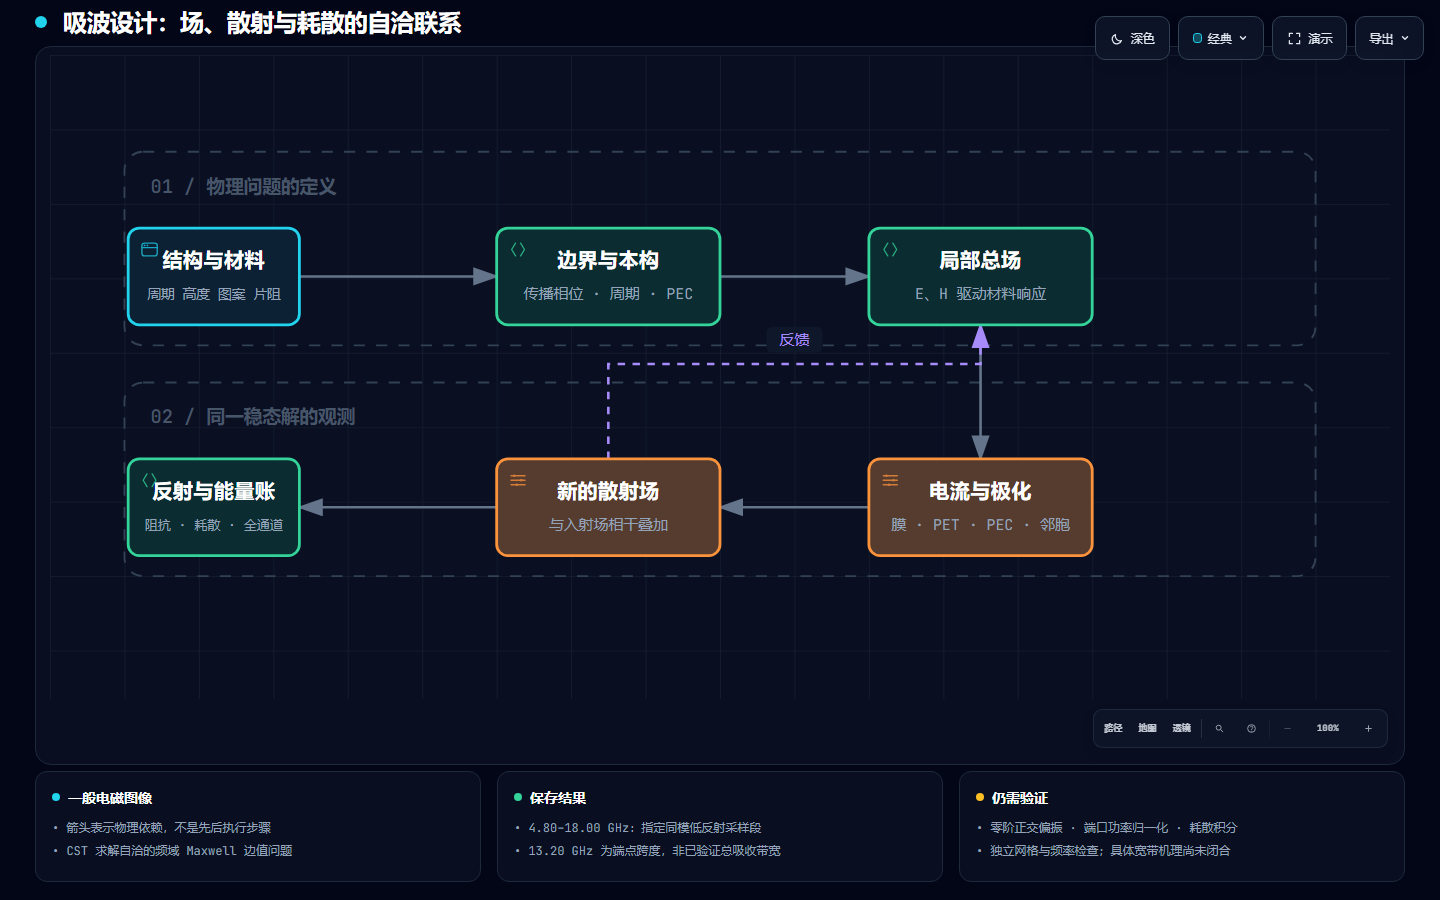 吸波设计：场、散射与耗散的自洽联系
深色
经典
演示
导出
01 / 物理问题的定义
结构与材料
周期 高度 图案 片阻
边界与本构
传播相位 · 周期 · PEC
局部总场
E、H 驱动材料响应
反馈
02 / 同一稳态解的观测
反射与能量账
阻抗 · 耗散 · 全通道
新的散射场
与入射场相干叠加
电流与极化
膜 · PET · PEC · 邻胞
路径
地图
透镜
100%
一般电磁图像
• 箭头表示物理依赖，不是先后执行步骤
• CST 求解自洽的频域 Maxwell 边值问题
保存结果
• 4.80–18.00 GHz: 指定同模低反射采样段
• 13.20 GHz 为端点跨度，非已验证总吸收带宽
仍需验证
• 零阶正交偏振 · 端口功率归一化 · 耗散积分
• 独立网格与频率检查；具体宽带机理尚未闭合